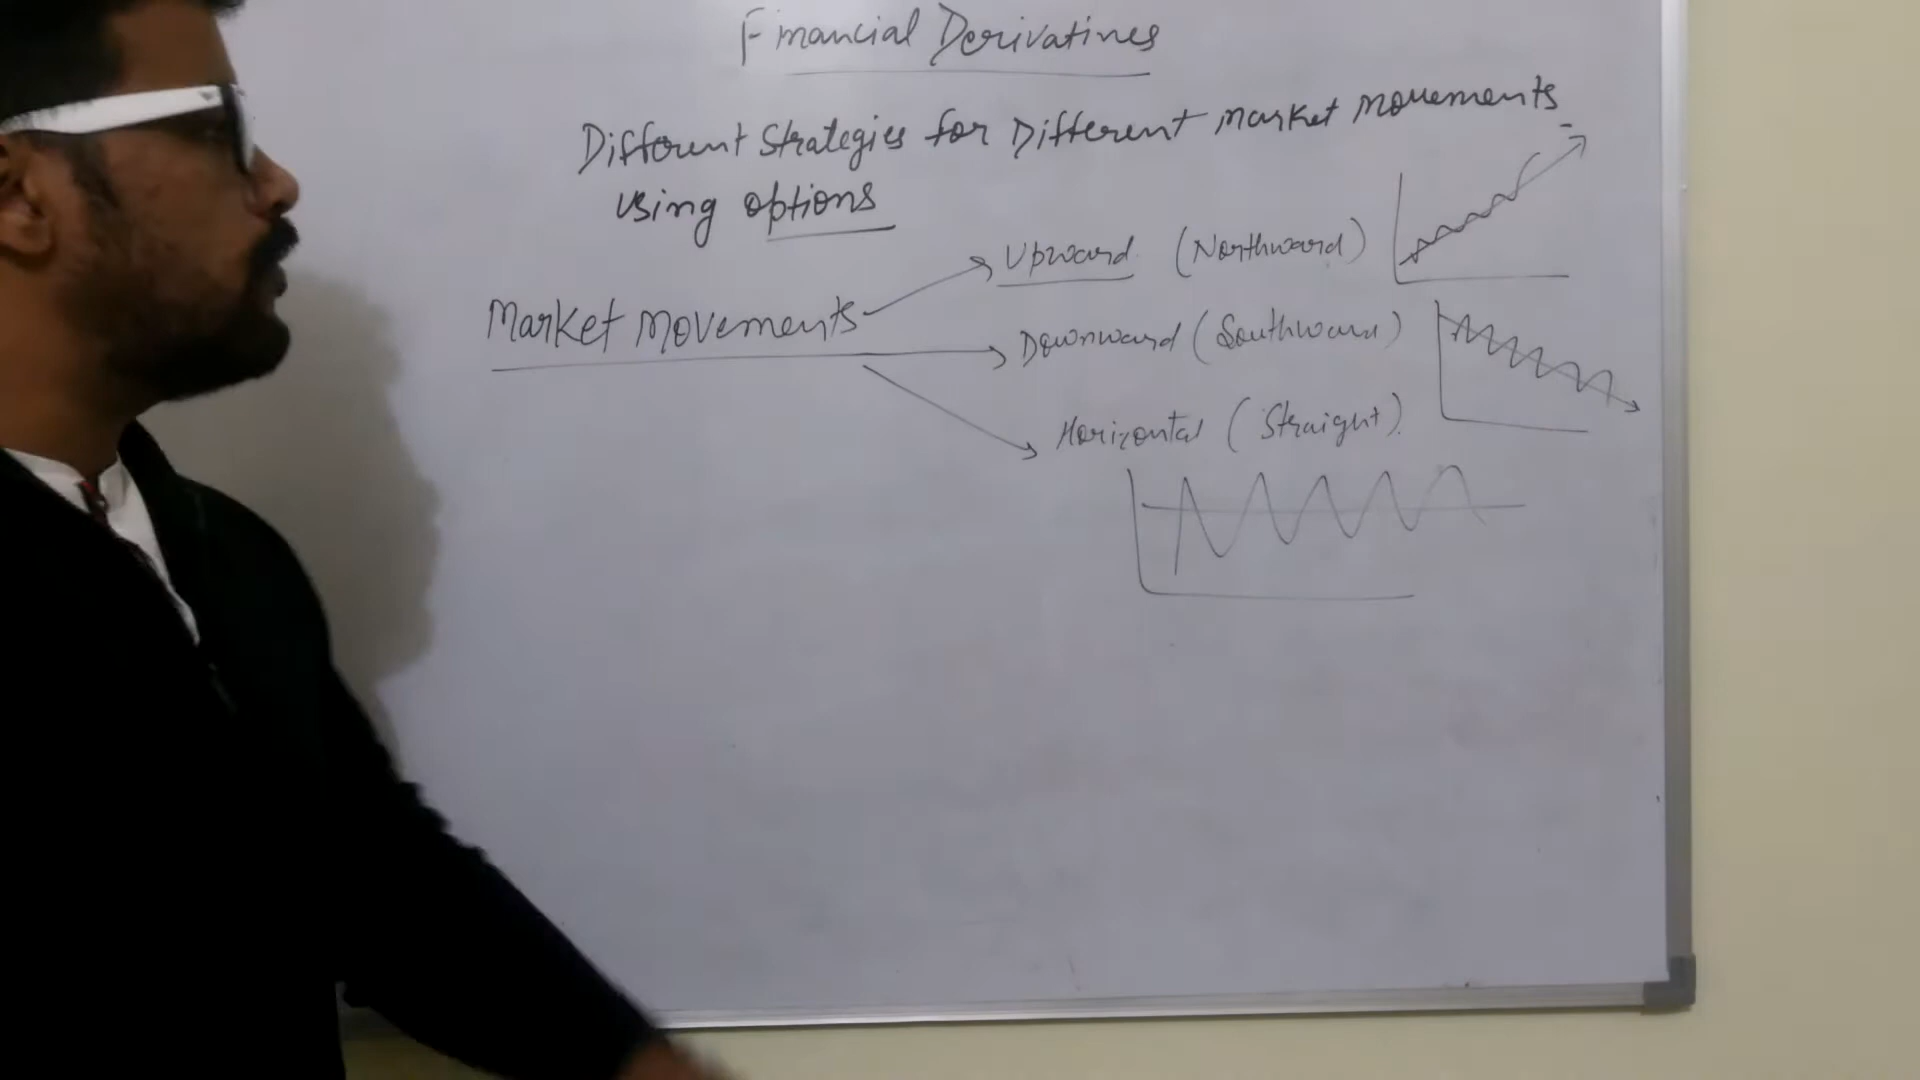 Financial Derivatives
Different Strategies for Different Market Movements
using options
Upward (Northward)
Market Movements
Downward (Southward)
Horizontal (Straight)